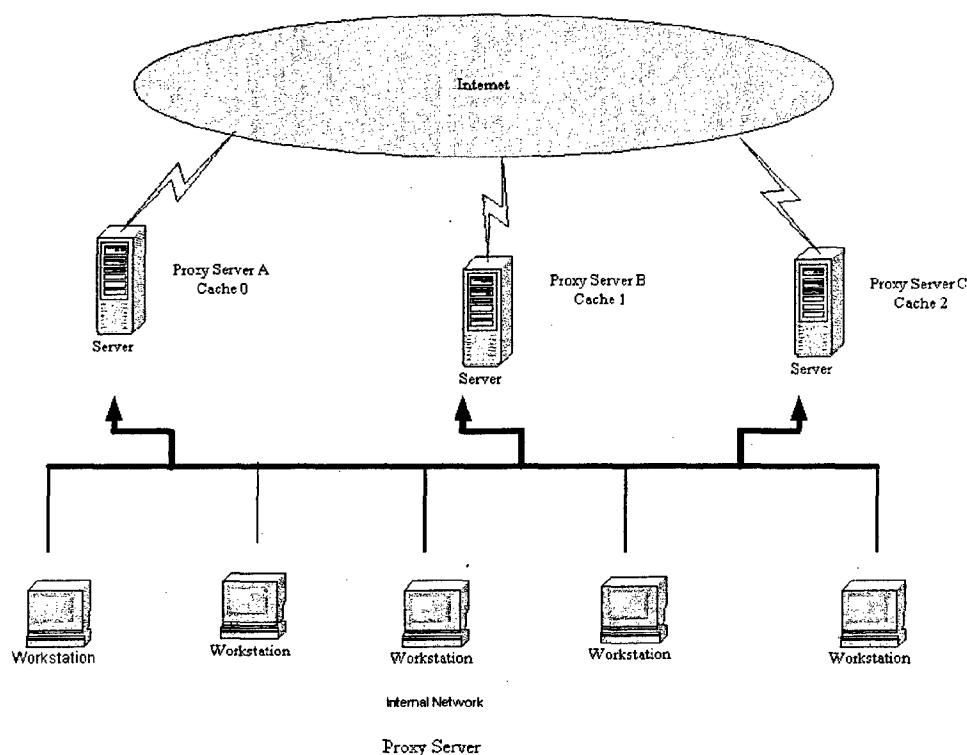 Internet
Proxy Server A
Cache 0
Proxy Server B
Cache 1
Proxy Server C
Cache 2
Server
Server
Server
Workstation
Workstation
Workstation
Workstation
Workstation
Internal Network
Proxy Server